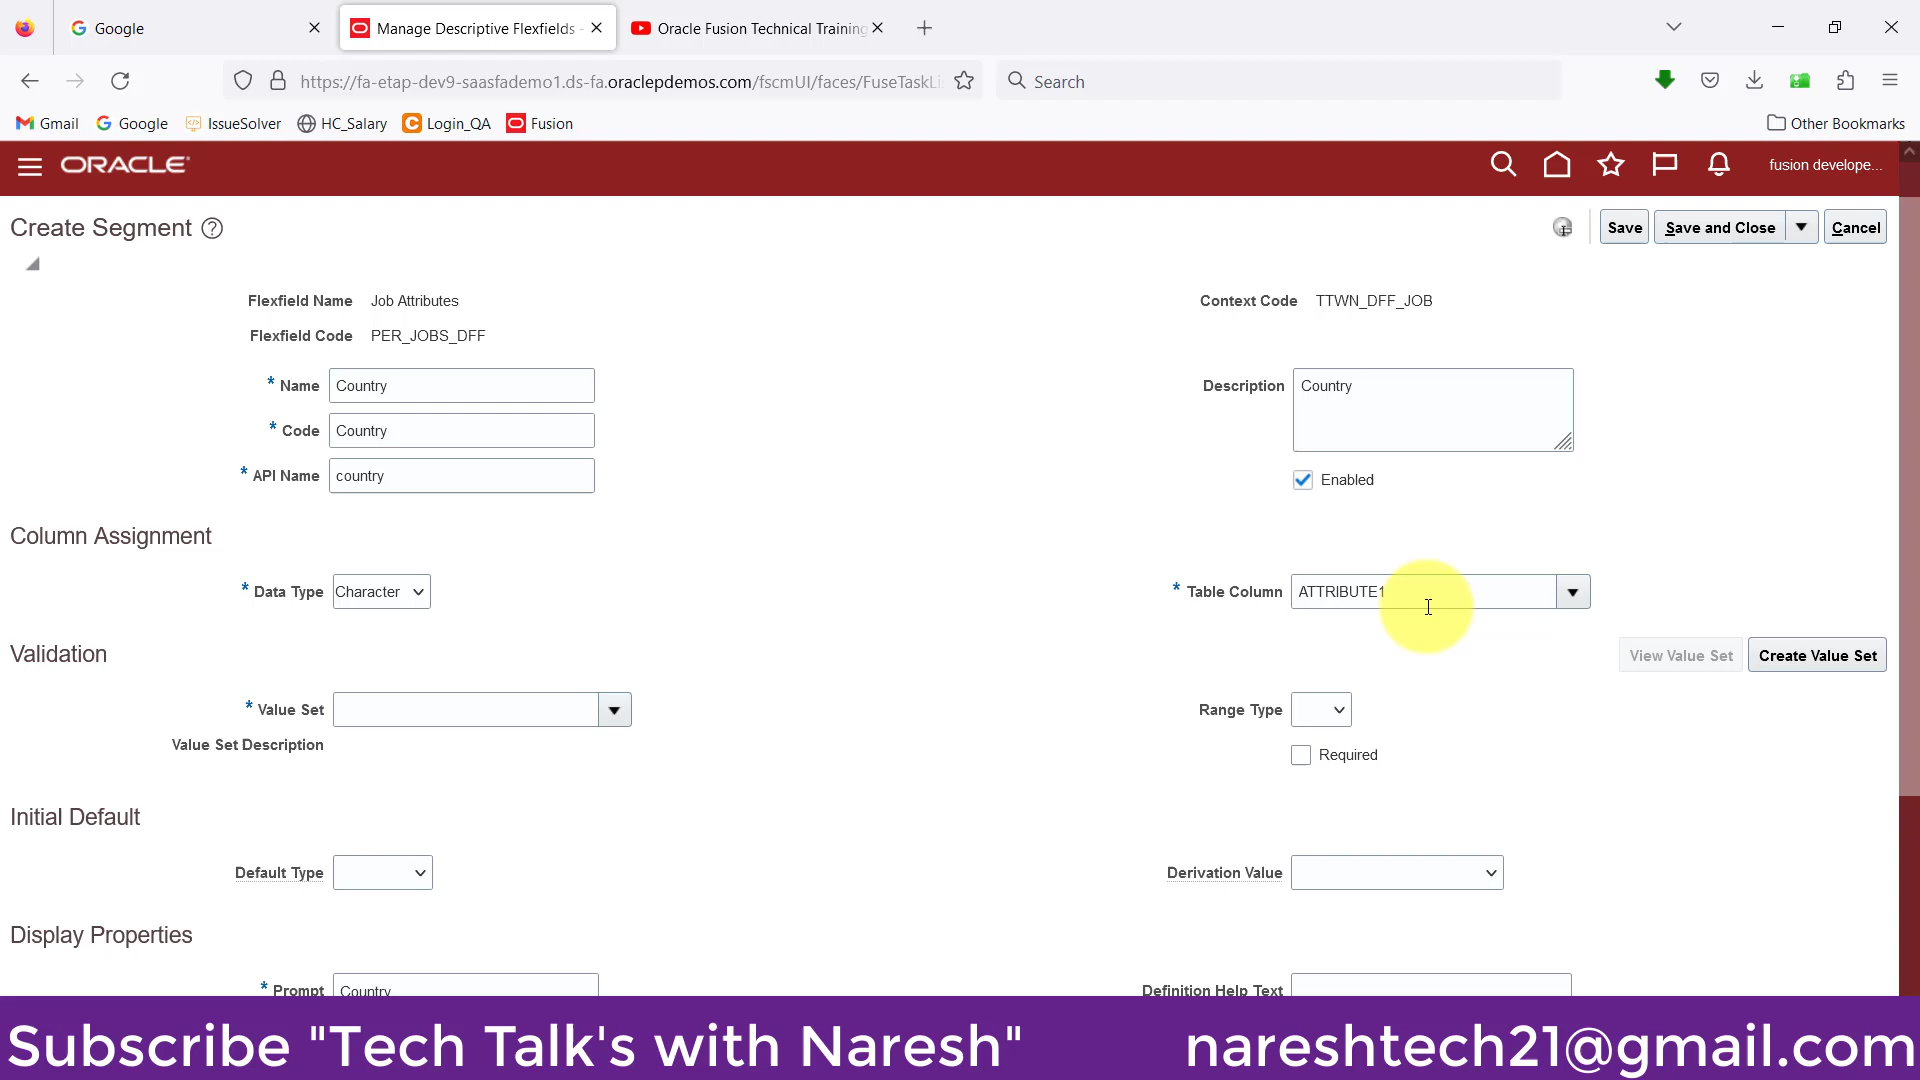 Google
Manage Descriptive Flexfields -
Oracle Fusion Technical Training
https://fa-etap-dev9-saasfademo1.ds-fa.oraclepdemos.com/fscmUI/faces/FuseTaskLi
Search
Gmail
Google
IssueSolver
HC_Salary
Login_QA
Fusion
Other Bookmarks
ORACLE
fusion develope...
Create Segment
Save
Save and Close
Cancel
Flexfield Name Job Attributes
Context Code TTWN_DFF_JOB
Flexfield Code PER_JOBS_DFF
* Name Country
Description Country
* Code Country
* API Name country
Enabled
Column Assignment
* Data Type Character
* Table Column ATTRIBUTE1
Validation
View Value Set
Create Value Set
* Value Set
Range Type
Value Set Description
Required
Initial Default
Default Type
Derivation Value
Display Properties
* Prompt Country
Definition Help Text
Subscribe "Tech Talk's with Naresh" nareshtech21@gmail.com